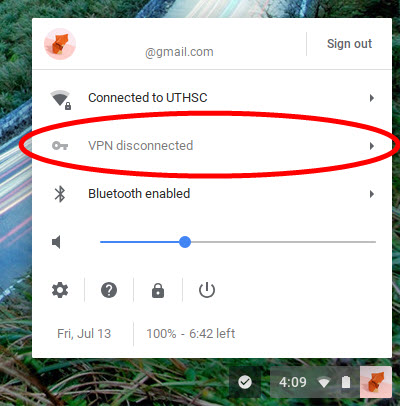 @gmail.com
Sign out
Connected to UTHSC
VPN disconnected
Bluetooth enabled
Fri, Jul 13
100% - 6:42 left
4:09